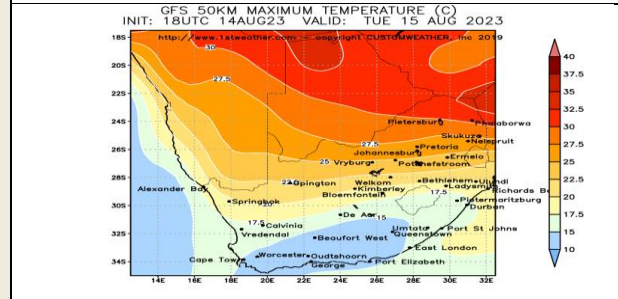 GFS 50KM MAXIMUM TEMPERATURE (C)
INIT: 18UTC 14AUG23 VALID: TUE 15 AUG 2023
18S http://www.1stweather.com -- copyright CUSTOMWEATHER, Inc 2019
30
40
20S
37.5
27.5
35
22S
32.5
24S
Pietersburg Phalaborwa
30
Skukuza
27.5 Pretoria Nelspruit
27.5
26S
Johannesburg
25 Vryburg Potchefstroom Ermelo
25
28S
Welkom Bethlehem Ulundi
22.5
Alexander Bay Upington Kimberley Ladysmith
Bloemfontein 17.5 Richards B
20
30S
Springbok Pietermaritzburg
20
Durban
17.5
17.5 Calvinia De Aar 15
Vredendal Umtata Port St Johns
15
32S
Beaufort West Queenstown
10
East London
34S
Cape Town Worcester Oudtshoorn
George Port Elizabeth
14E 16E 18E 20E 22E 24E 26E 28E 30E 32E